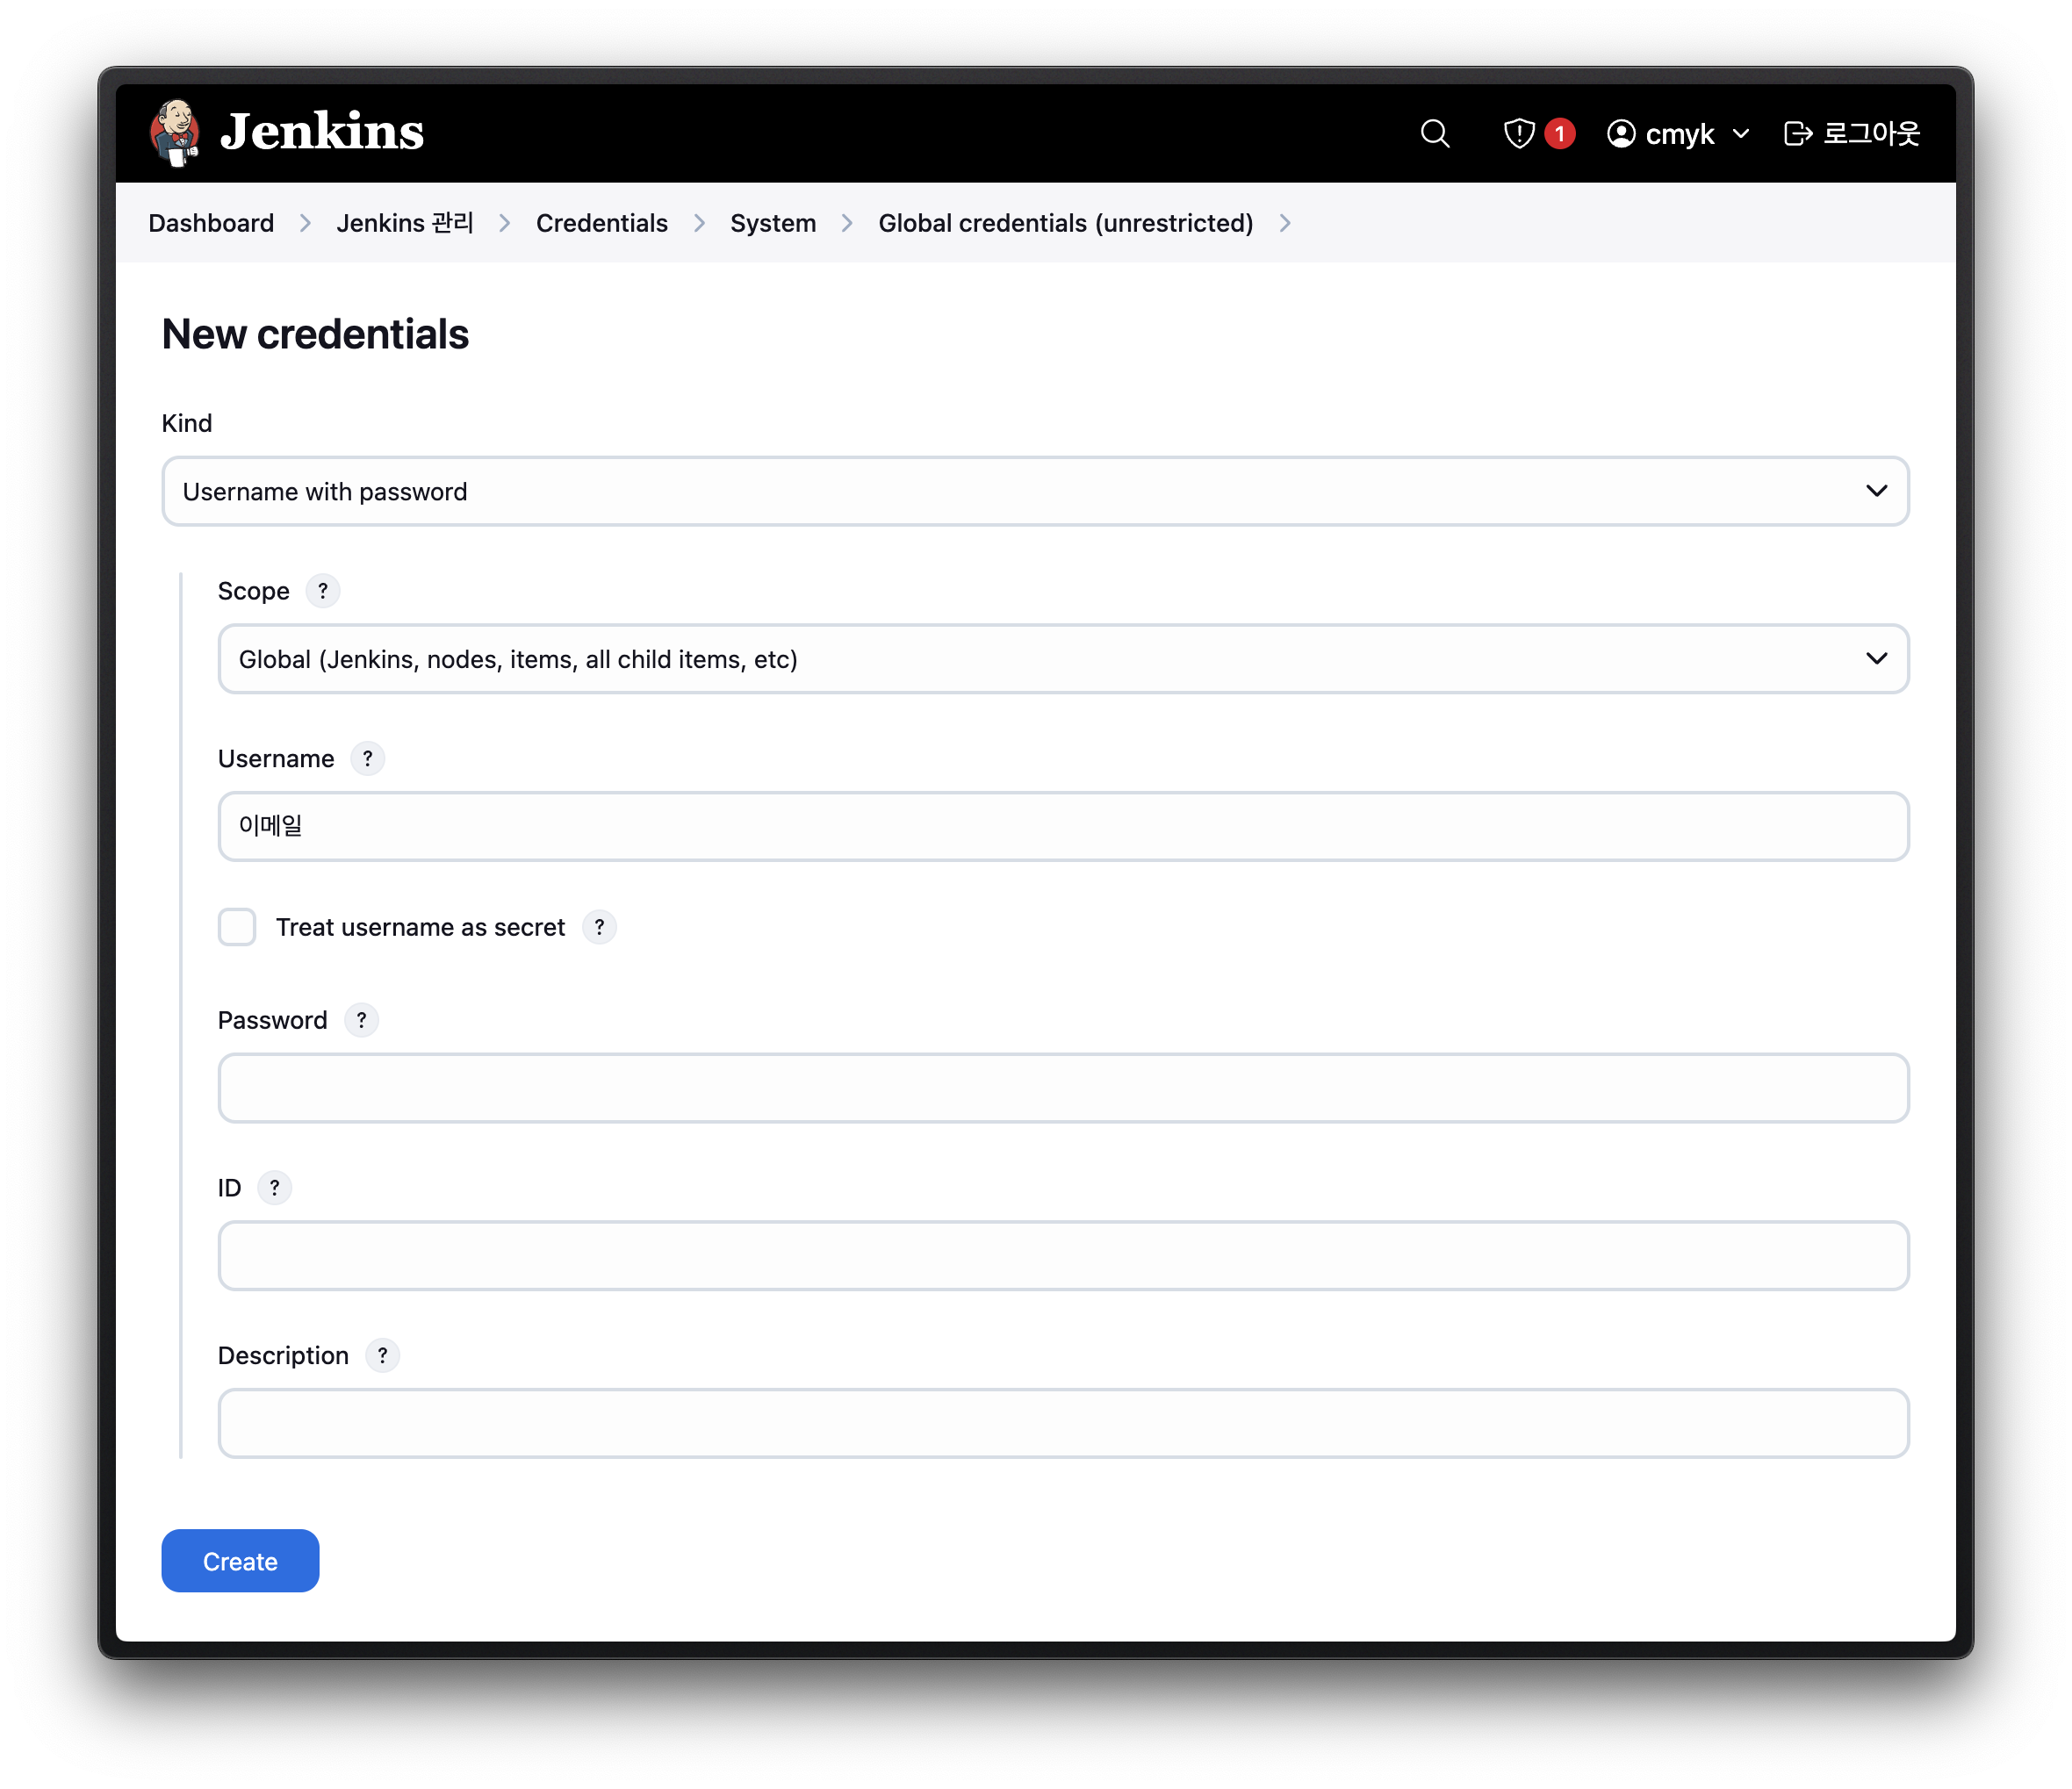 Jenkins
1 cmyk 로그아웃
Dashboard Jenkins 관리 Credentials System Global credentials (unrestricted)
New credentials
Kind
Username with password
Scope ?
Global (Jenkins, nodes, items, all child items, etc)
Username ?
이메일
Treat username as secret ?
Password ?
ID ?
Description ?
Create